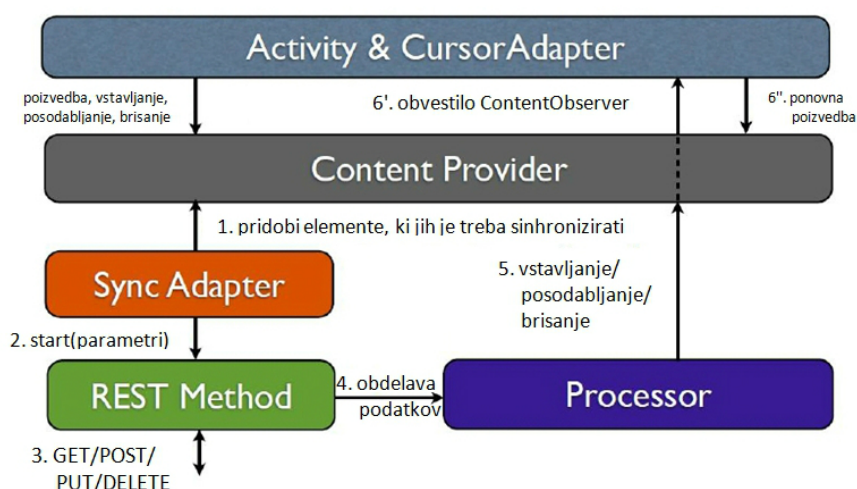 Activity & CursorAdapter
poizvedba, vstavljanje,
posodabljanje, brisanje
6'. obvestilo ContentObserver
6''. ponovna
poizvedba
Content Provider
1. pridobi elemente, ki jih je treba sinhronizirati
Sync Adapter
5. vstavljanje/
posodabljanje/
brisanje
2. start(parametri)
REST Method
4. obdelava
podatkov
Processor
3. GET/POST/
PUT/DELETE